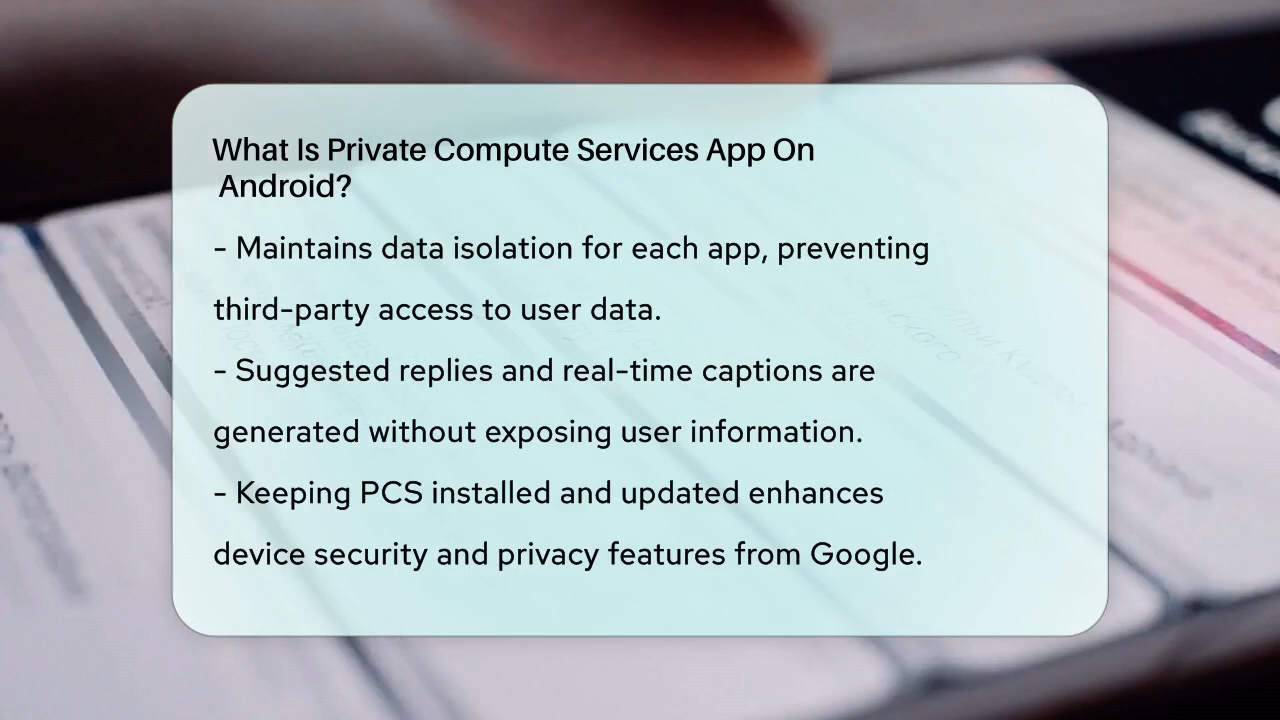 What Is Private Compute Services App On
Android?
- Maintains data isolation for each app, preventing
third-party access to user data.
- Suggested replies and real-time captions are
generated without exposing user information.
- Keeping PCS installed and updated enhances
device security and privacy features from Google.